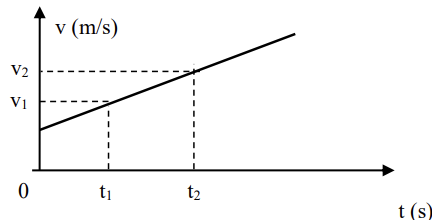 v (m/s)
v₂
v₁
0
t₁
t₂
t (s)